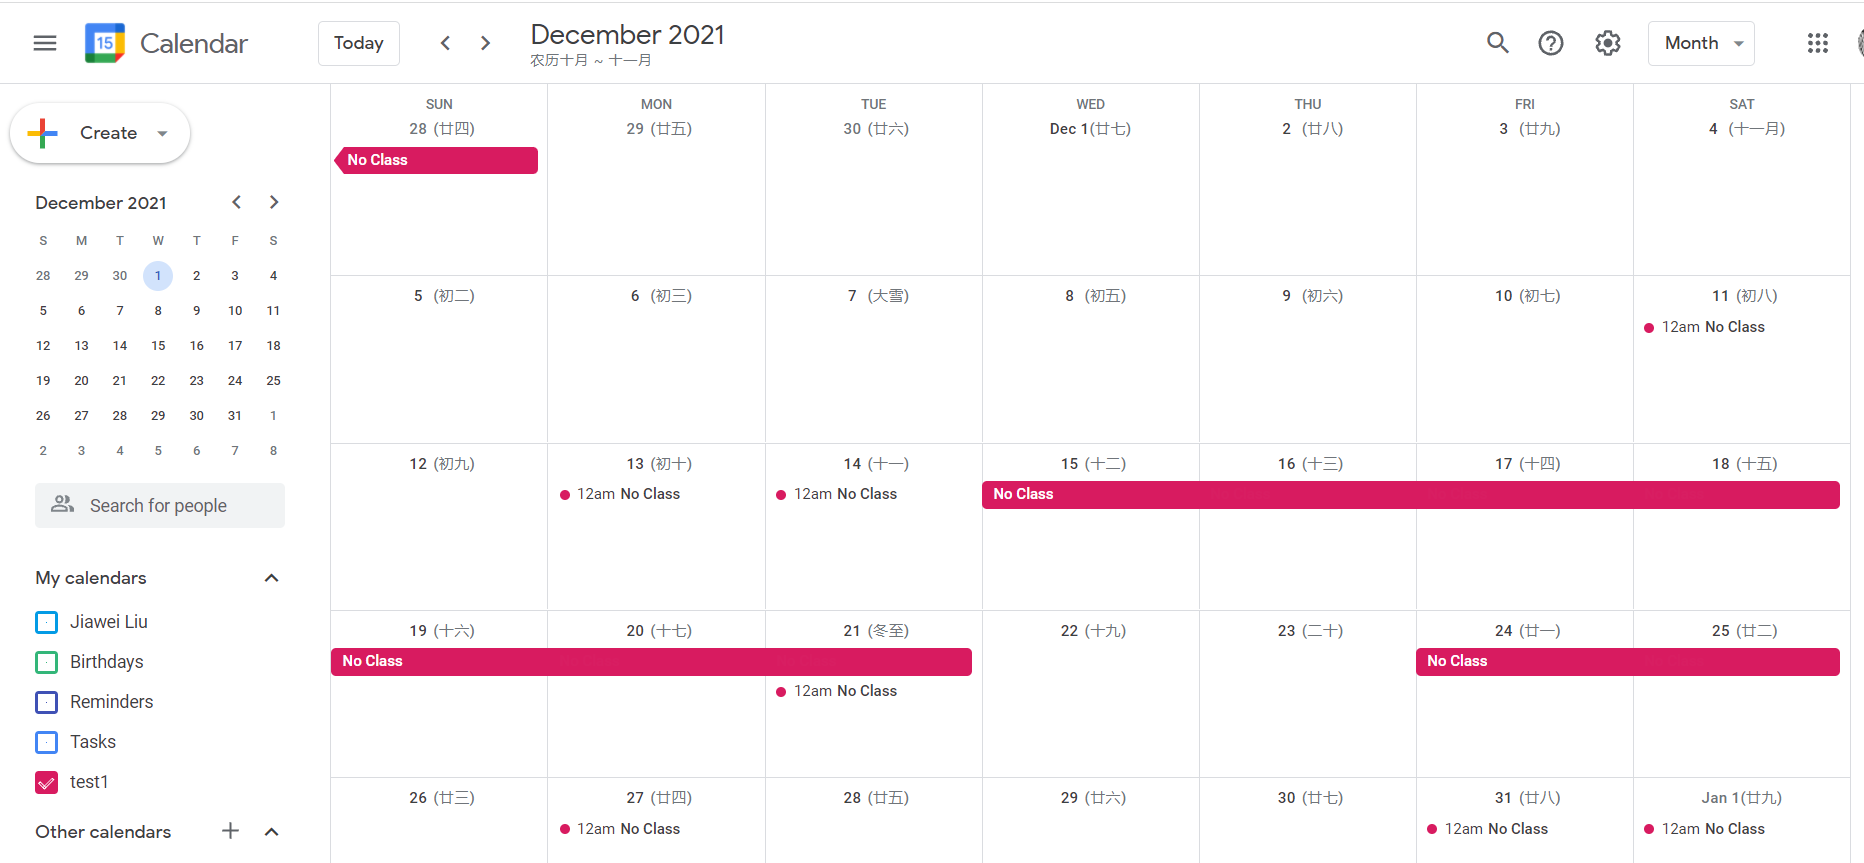 15 Calendar
Today
December 2021
农历十月 ~ 十一月
Month
Create
December 2021
S M T W T F S
28 29 30 1 2 3 4
5 6 7 8 9 10 11
12 13 14 15 16 17 18
19 20 21 22 23 24 25
26 27 28 29 30 31 1
2 3 4 5 6 7 8
Search for people
My calendars
Jiawei Liu
Birthdays
Reminders
Tasks
test1
Other calendars
SUN MON TUE WED THU FRI SAT
28 (廿四) 29 (廿五) 30 (廿六) Dec 1(廿七) 2 (廿八) 3 (廿九) 4 (十一月)
No Class
5 (初二) 6 (初三) 7 (大雪) 8 (初五) 9 (初六) 10 (初七) 11 (初八)
12am No Class
12 (初九) 13 (初十) 14 (十一) 15 (十二) 16 (十三) 17 (十四) 18 (十五)
12am No Class 12am No Class No Class
19 (十六) 20 (十七) 21 (冬至) 22 (十九) 23 (二十) 24 (廿一) 25 (廿二)
No Class No Class
12am No Class
26 (廿三) 27 (廿四) 28 (廿五) 29 (廿六) 30 (廿七) 31 (廿八) Jan 1(廿九)
12am No Class 12am No Class 12am No Class